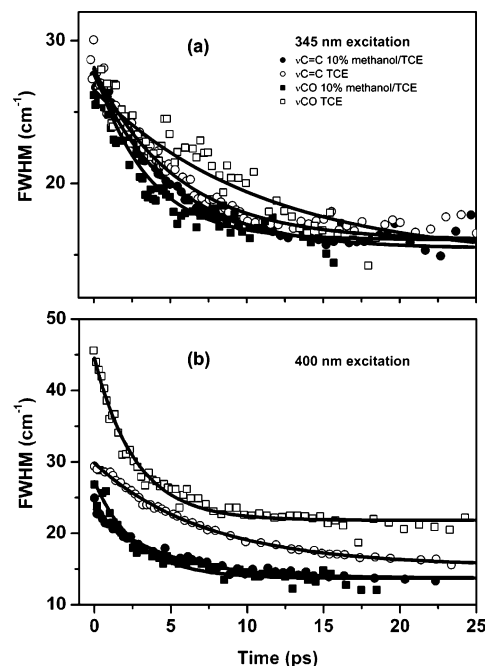 (a)
345 nm excitation
νC=C 10% methanol/TCE
νC=C TCE
νCO 10% methanol/TCE
νCO TCE
FWHM (cm⁻¹)
30
20
(b)
400 nm excitation
FWHM (cm⁻¹)
50
40
30
20
10
0 5 10 15 20 25
Time (ps)